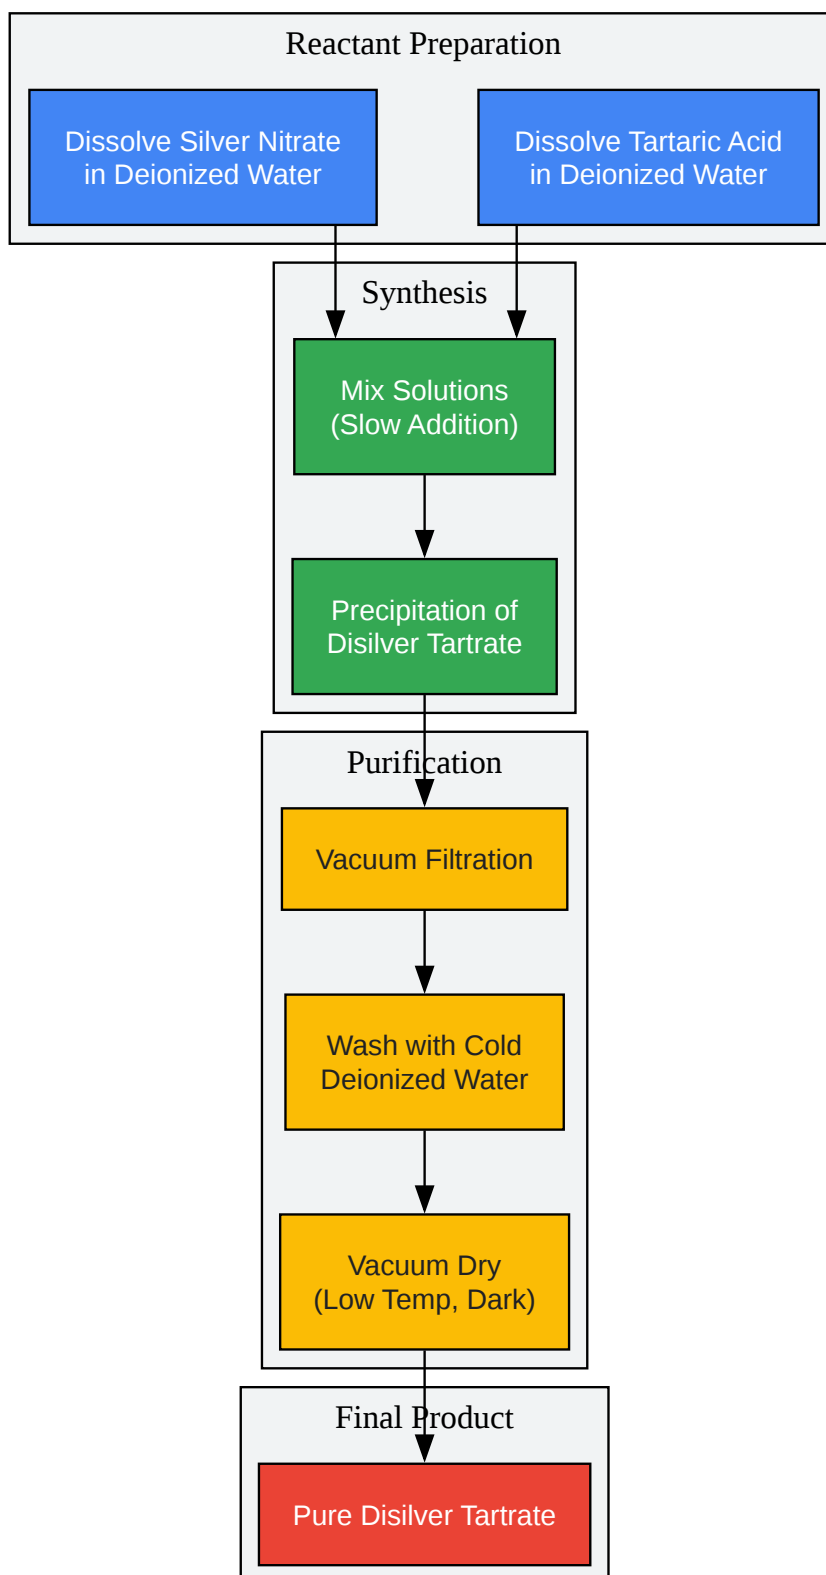 Reactant Preparation
Dissolve Silver Nitrate
in Deionized Water
Dissolve Tartaric Acid
in Deionized Water
Synthesis
Mix Solutions
(Slow Addition)
Precipitation of
Disilver Tartrate
Purification
Vacuum Filtration
Wash with Cold
Deionized Water
Vacuum Dry
(Low Temp, Dark)
Final Product
Pure Disilver Tartrate